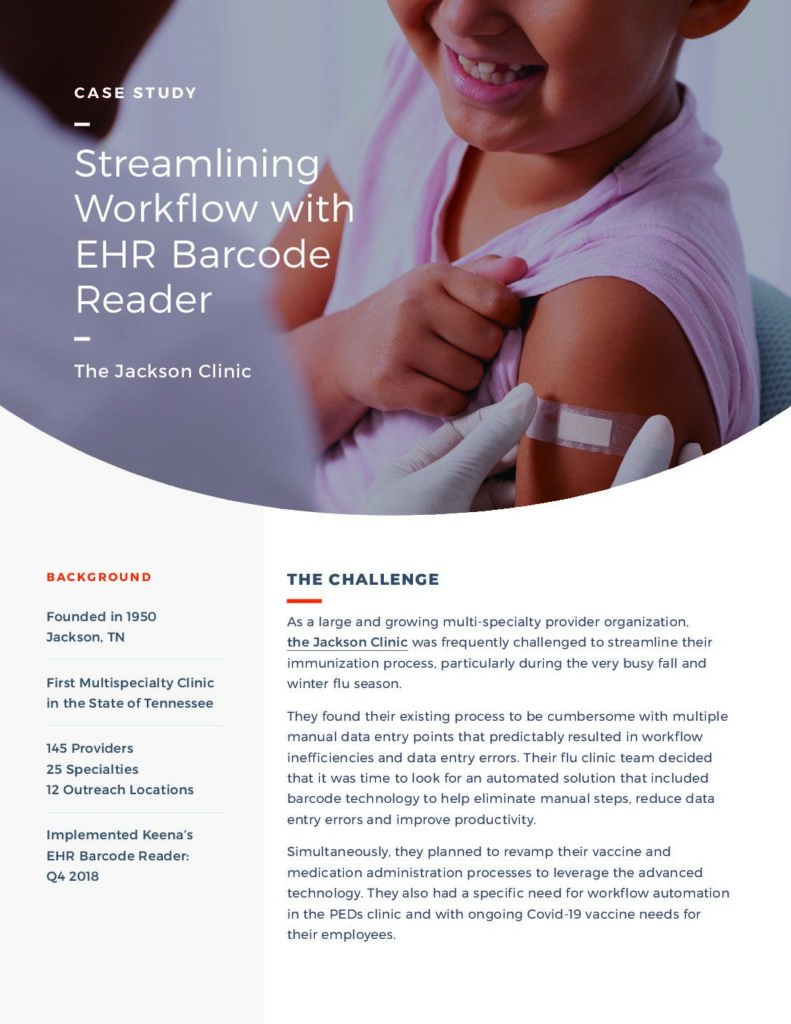 CASE STUDY
Streamlining
Workflow with
EHR Barcode
Reader
The Jackson Clinic
BACKGROUND
Founded in 1950
Jackson, TN
First Multispecialty Clinic
in the State of Tennessee
145 Providers
25 Specialties
12 Outreach Locations
Implemented Keena's
EHR Barcode Reader:
Q4 2018
THE CHALLENGE
As a large and growing multi-specialty provider organization,
the Jackson Clinic was frequently challenged to streamline their
immunization process, particularly during the very busy fall and
winter flu season.
They found their existing process to be cumbersome with multiple
manual data entry points that predictably resulted in workflow
inefficiencies and data entry errors. Their flu clinic team decided
that it was time to look for an automated solution that included
barcode technology to help eliminate manual steps, reduce data
entry errors and improve productivity.
Simultaneously, they planned to revamp their vaccine and
medication administration processes to leverage the advanced
technology. They also had a specific need for workflow automation
in the PEDs clinic and with ongoing Covid-19 vaccine needs for
their employees.